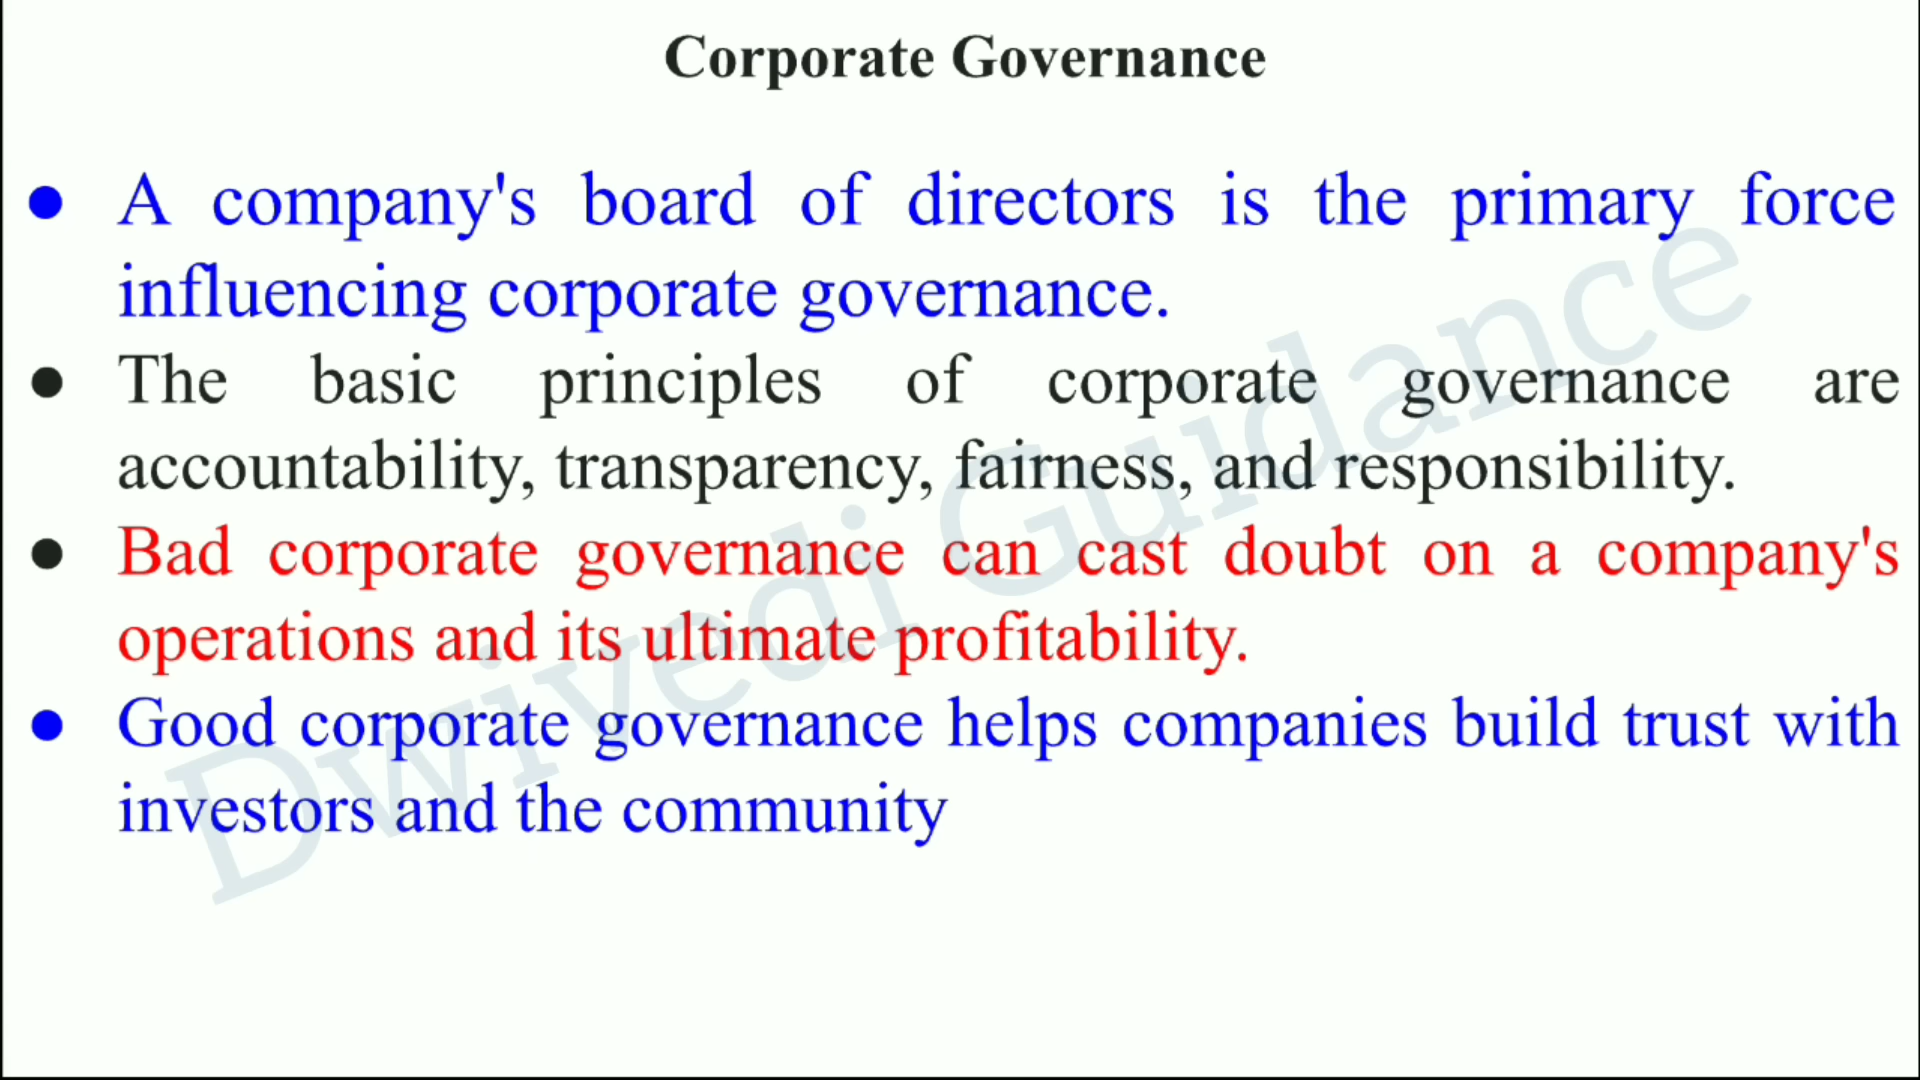 Corporate Governance
● A company's board of directors is the primary force
influencing corporate governance.
● The basic principles of corporate governance are
accountability, transparency, fairness, and responsibility.
● Bad corporate governance can cast doubt on a company's
operations and its ultimate profitability.
● Good corporate governance helps companies build trust with
investors and the community
Dwivedi Guidance